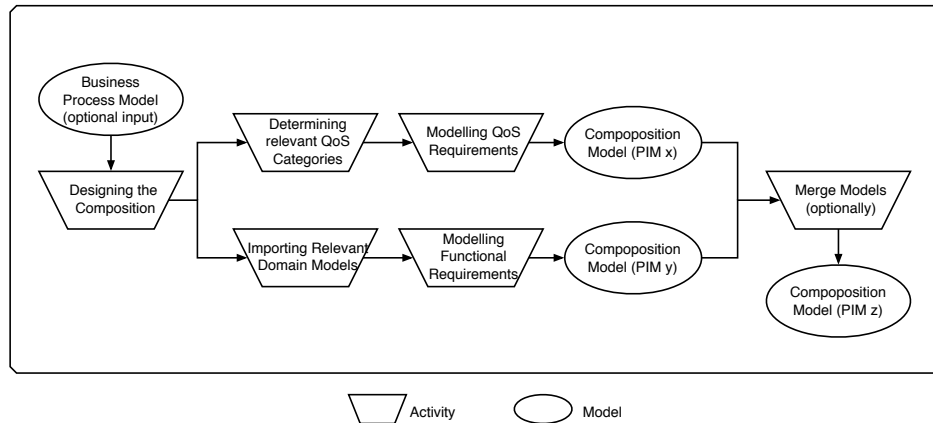 Business
Process Model
(optional input)
Designing the
Composition
Determining
relevant QoS
Categories
Modelling QoS
Requirements
Compoposition
Model (PIM x)
Importing Relevant
Domain Models
Modelling
Functional
Requirements
Compoposition
Model (PIM y)
Merge Models
(optionally)
Compoposition
Model (PIM z)
Activity
Model